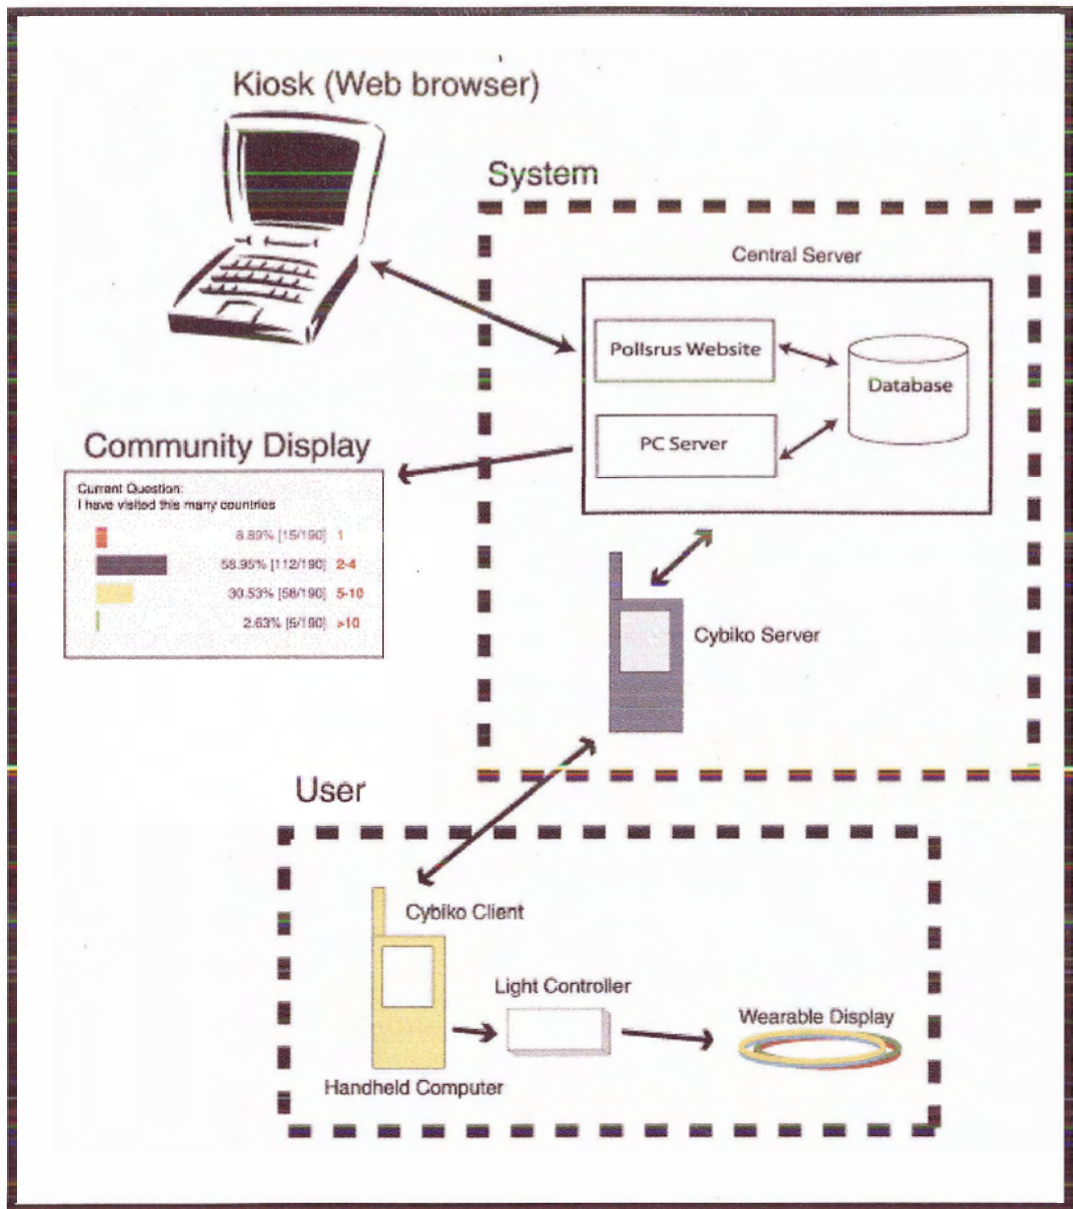 Kiosk (Web browser)
System
Central Server
Pollsrus Website
Database
PC Server
Community Display
Current Question:
I have visited this many countries
8.89% [15/190] 1
58.95% [112/190] 2-4
30.53% [58/190] 5-10
2.63% [5/190] >10
Cybiko Server
User
Cybiko Client
Light Controller
Wearable Display
Handheld Computer